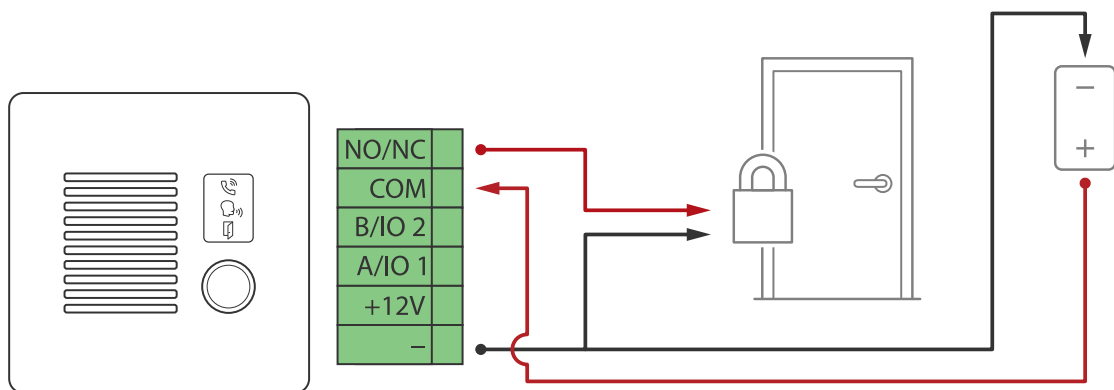 NO/NC
COM
B/IO 2
A/IO 1
+12V
–
–
+